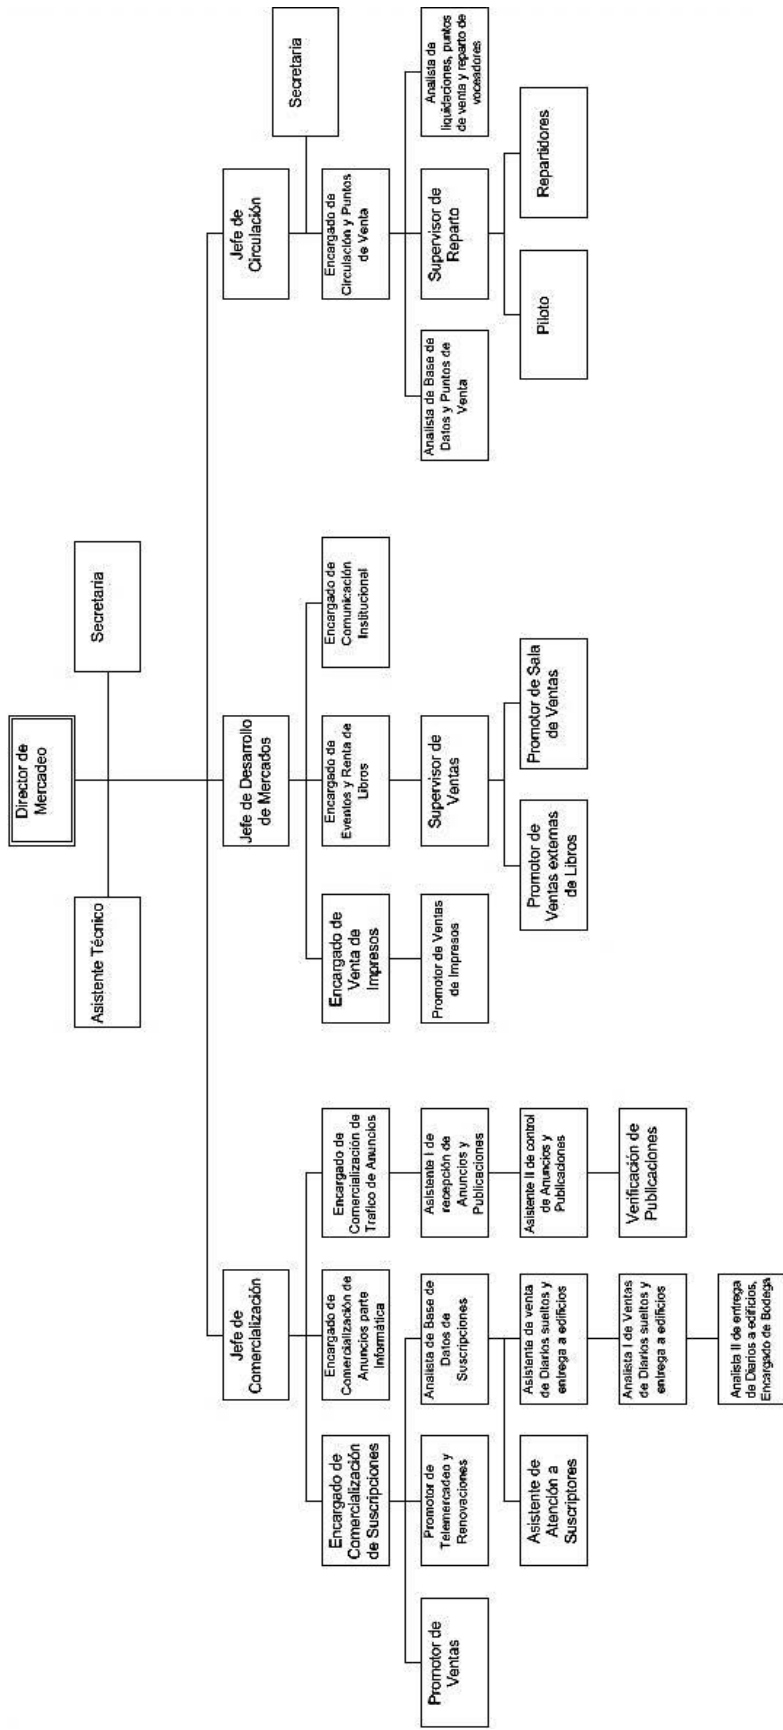 Director de
Mercadeo
Asistente Técnico
Secretaria
Jefe de
Comercialización
Jefe de Desarrollo
de Mercados
Jefe de
Circulación
Secretaria
Encargado de
Comercialización
de Suscripciones
Encargado de
Comercialización de
Anuncios parte
Informática
Encargado de
Comercialización de
Trafico de Anuncios
Encargado de
Venta de
Impresos
Encargado de
Eventos y Renta de
Libros
Encargado de
Comunicación
Institucional
Encargado de
Circulación y Puntos
de Venta
Promotor de
Ventas
Promotor de
Telemercadeo y
Renovaciones
Analista de Base de
Datos de
Suscripciones
Asistente I de
recepción de
Anuncios y
Publicaciones
Promotor de Ventas
de Impresos
Supervisor de
Ventas
Analista de Base de
Datos y Puntos de
Venta
Supervisor de
Reparto
Analista de
liquidaciones, puntos
de venta y reparto de
voceadores
Asistente de
Atención a
Suscriptores
Asistente de venta
de Diarios sueltos y
entrega a edificios
Asistente II de control
de Anuncios y
Publicaciones
Promotor de
Ventas externas
de Libros
Promotor de Sala
de Ventas
Piloto
Repartidores
Analista I de Ventas
de Diarios sueltos y
entrega a edificios
Verificación de
Publicaciones
Analista II de entrega
de Diarios a edificios,
Encargado de Bodega